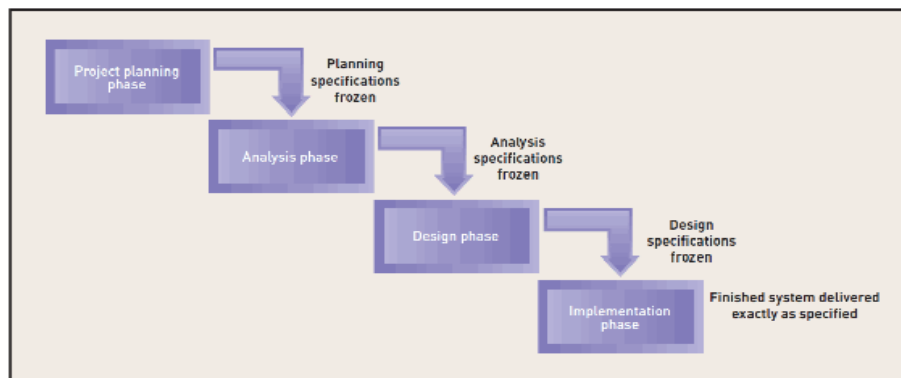 Project planning
phase
Planning
specifications
frozen
Analysis phase
Analysis
specifications
frozen
Design phase
Design
specifications
frozen
Implementation
phase
Finished system delivered
exactly as specified